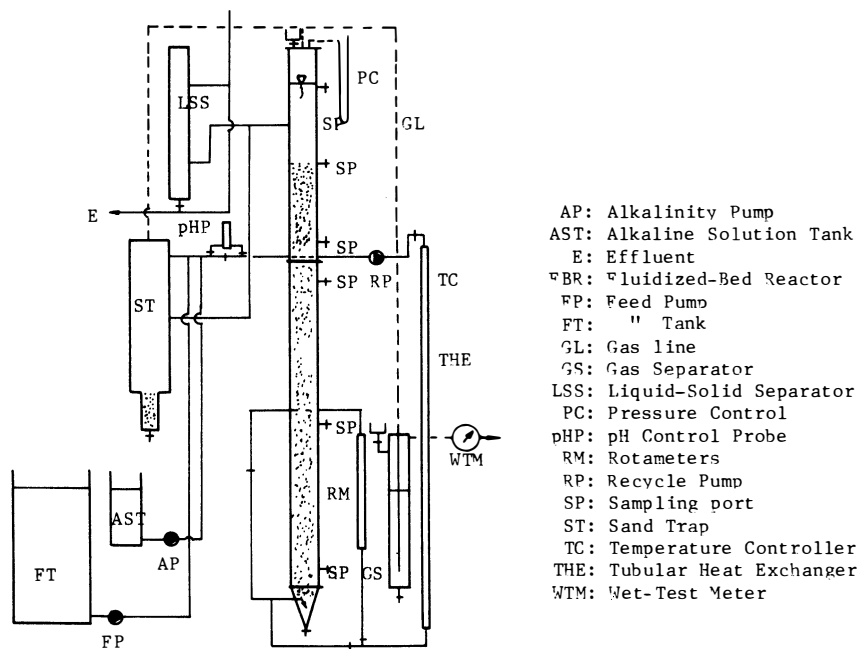 PC
LSS
SP
GL
SP
E
pHP
SP
RP
SP
TC
ST
THE
SP
WTM
RM
AST
AP
FT
SP
GS
FP
AP: Alkalinity Pump
AST: Alkaline Solution Tank
E: Effluent
FBR: Fluidized-Bed Reactor
FP: Feed Pump
FT: " Tank
GL: Gas line
GS: Gas Separator
LSS: Liquid-Solid Separator
PC: Pressure Control
pHP: pH Control Probe
RM: Rotameters
RP: Recycle Pump
SP: Sampling port
ST: Sand Trap
TC: Temperature Controller
THE: Tubular Heat Exchanger
WTM: Wet-Test Meter